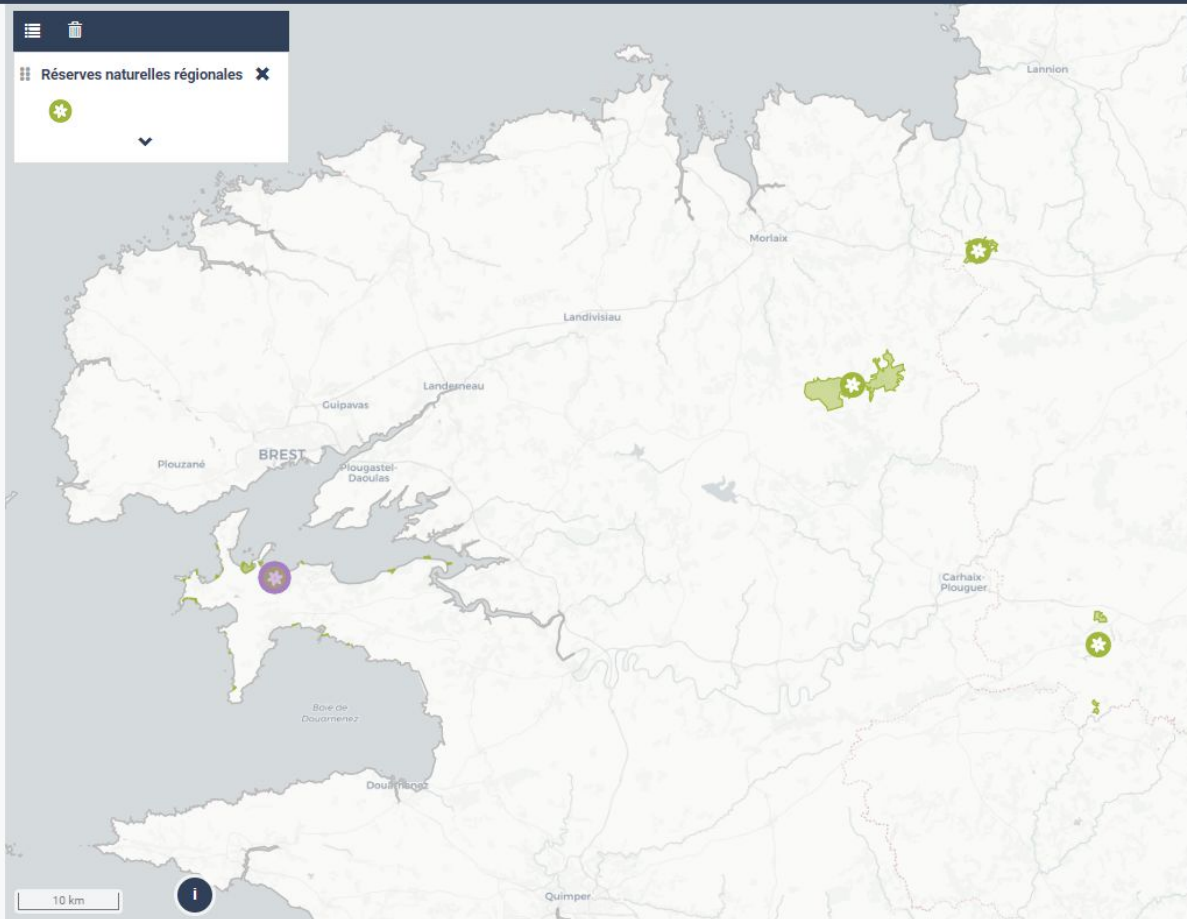 Réserves naturelles régionales
Lannion
Morlaix
Landivisiau
Landerneau
Guipavas
BREST
Plouzané
Plougastel-
Daoulas
Carhaix-
Plouguer
Baie de
Douarnenez
Douarnenez
10 km
i
Quimper